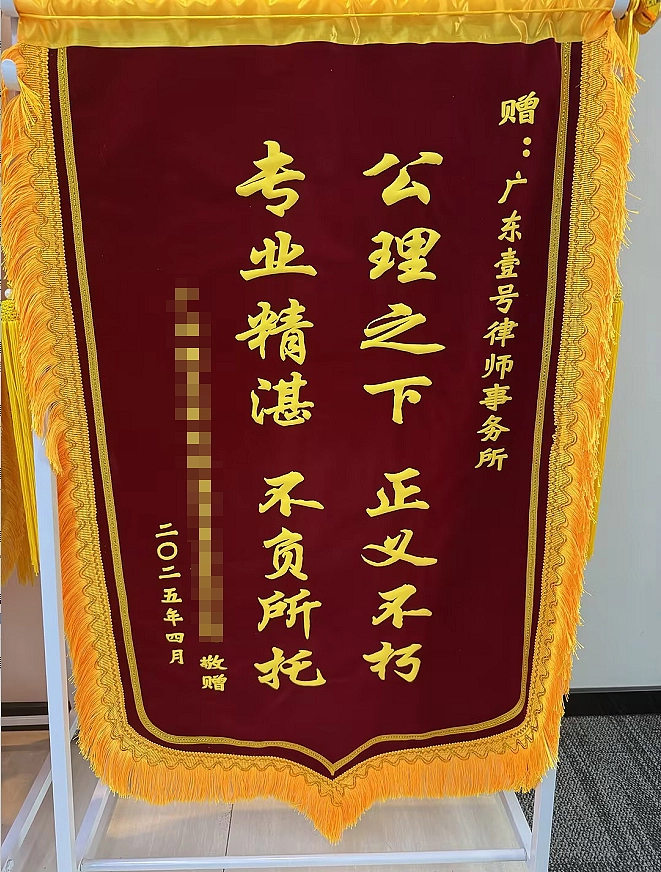 赠：广东壹号律师事务所
公理之下 正义不朽
专业精湛 不负所托
敬赠
二〇二五年四月